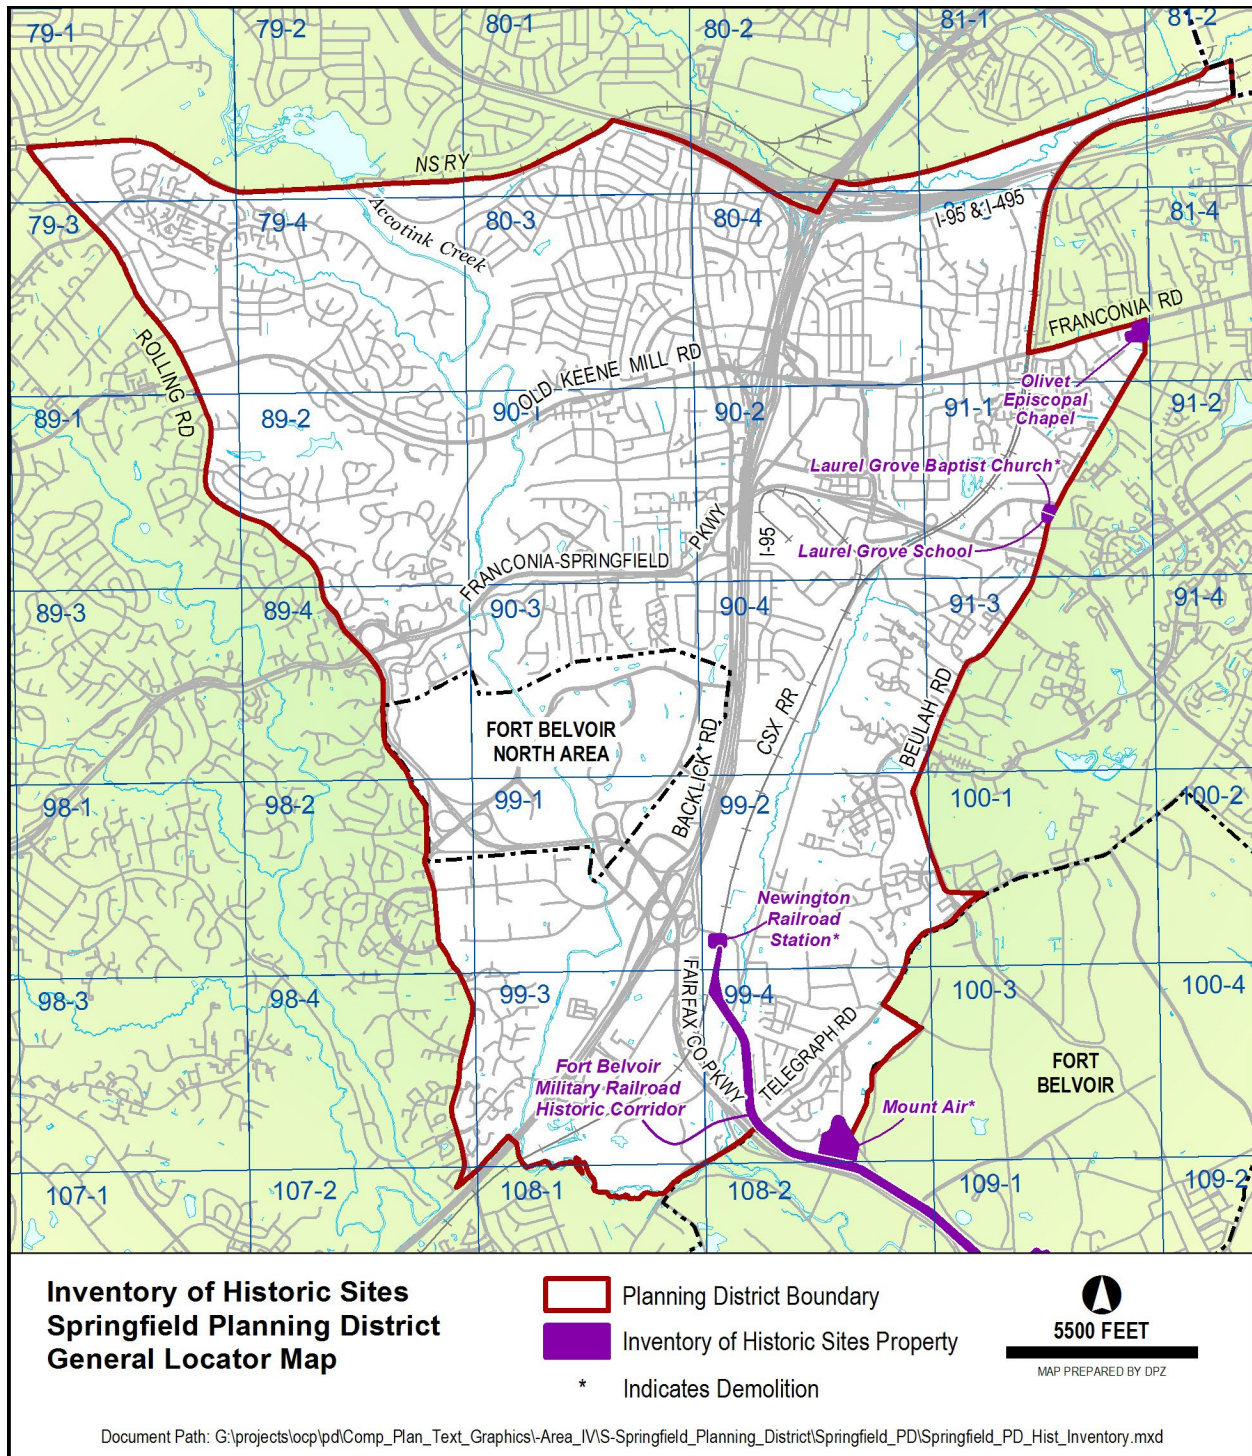 79-1
79-2
80-1
80-2
81-1
81-2
NS RY
79-3
79-4
80-3
80-4
81-4
Accotink Creek
I-95 & I-495
FRANCONIA RD
ROLLING RD
OLD KEENE MILL RD
Olivet
Episcopal
Chapel
89-1
89-2
90-1
90-2
91-1
91-2
Laurel Grove Baptist Church*
Laurel Grove School
FRANCONIA-SPRINGFIELD
PKWY
I-95
89-3
89-4
90-3
90-4
91-3
91-4
FORT BELVOIR
NORTH AREA
BACKLICK RD
CSX RR
BEULAH RD
98-1
98-2
99-1
99-2
100-1
100-2
Newington
Railroad
Station*
98-3
98-4
99-3
99-4
100-3
100-4
FAIRFAX CO PKWY
TELEGRAPH RD
Fort Belvoir
Military Railroad
Historic Corridor
FORT
BELVOIR
Mount Air*
107-1
107-2
108-1
108-2
109-1
109-2
Inventory of Historic Sites
Springfield Planning District
General Locator Map
Planning District Boundary
Inventory of Historic Sites Property
* Indicates Demolition
5500 FEET
MAP PREPARED BY DPZ
Document Path: G:\projects\ocp\pd\Comp_Plan_Text_Graphics\-Area_IV\S-Springfield_Planning_District\Springfield_PD\Springfield_PD_Hist_Inventory.mxd